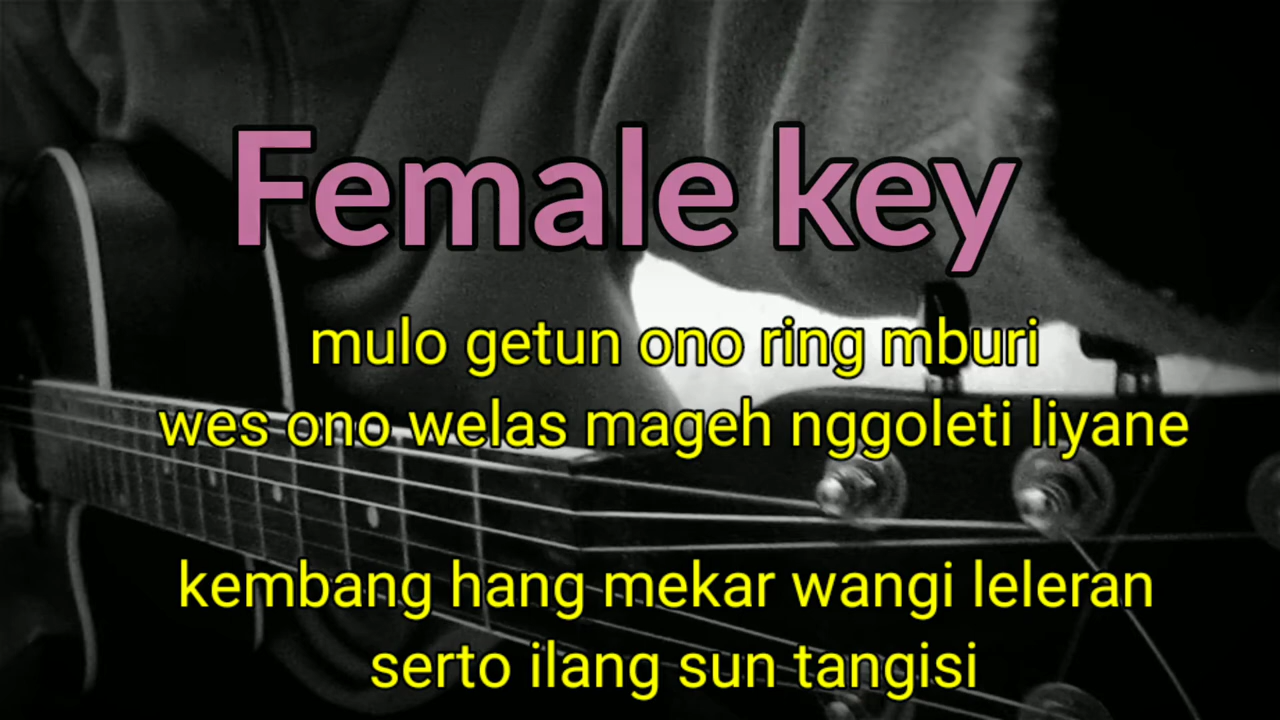 Female key
mulo getun ono ring mburi
wes ono welas mageh nggoleti liyane
kembang hang mekar wangi leleran
serto ilang sun tangisi